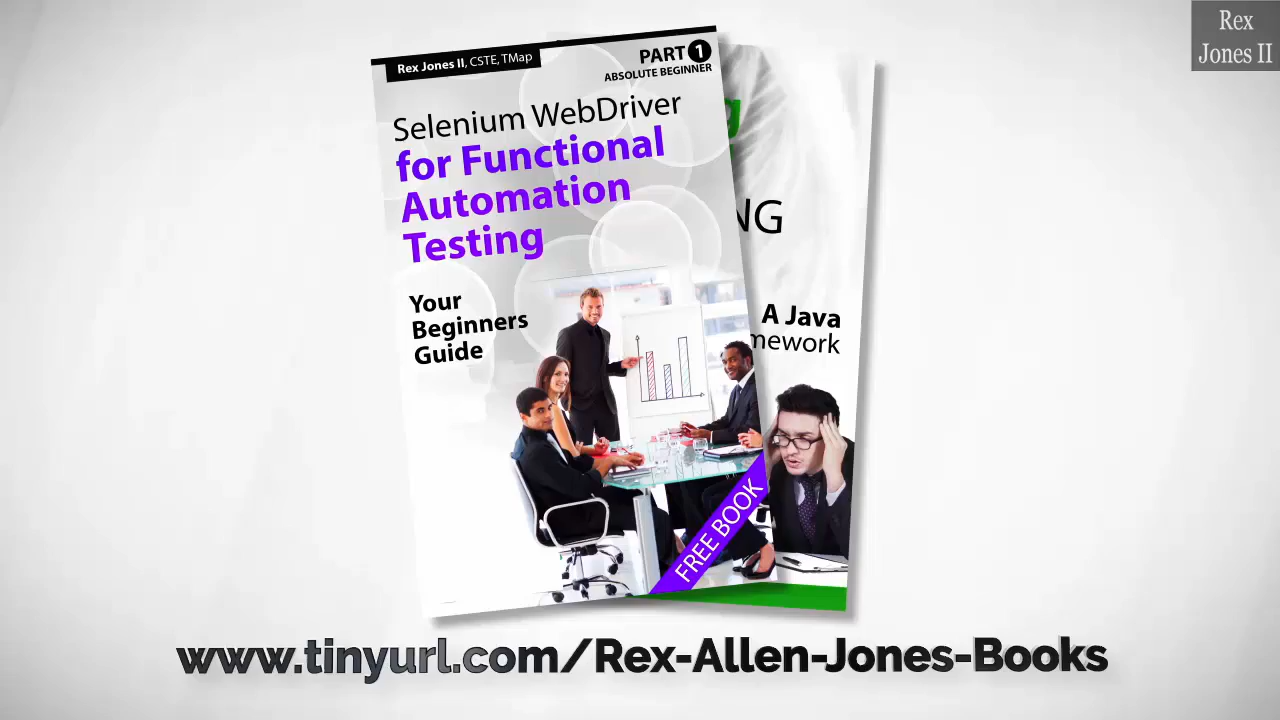 Rex
Jones II
Rex Jones II, CSTE, TMap
PART 1
ABSOLUTE BEGINNER
Selenium WebDriver
for Functional
Automation
Testing
Your
Beginners
Guide
NG
A Java
FREE BOOK
www.tinyurl.com/Rex-Allen-Jones-Books